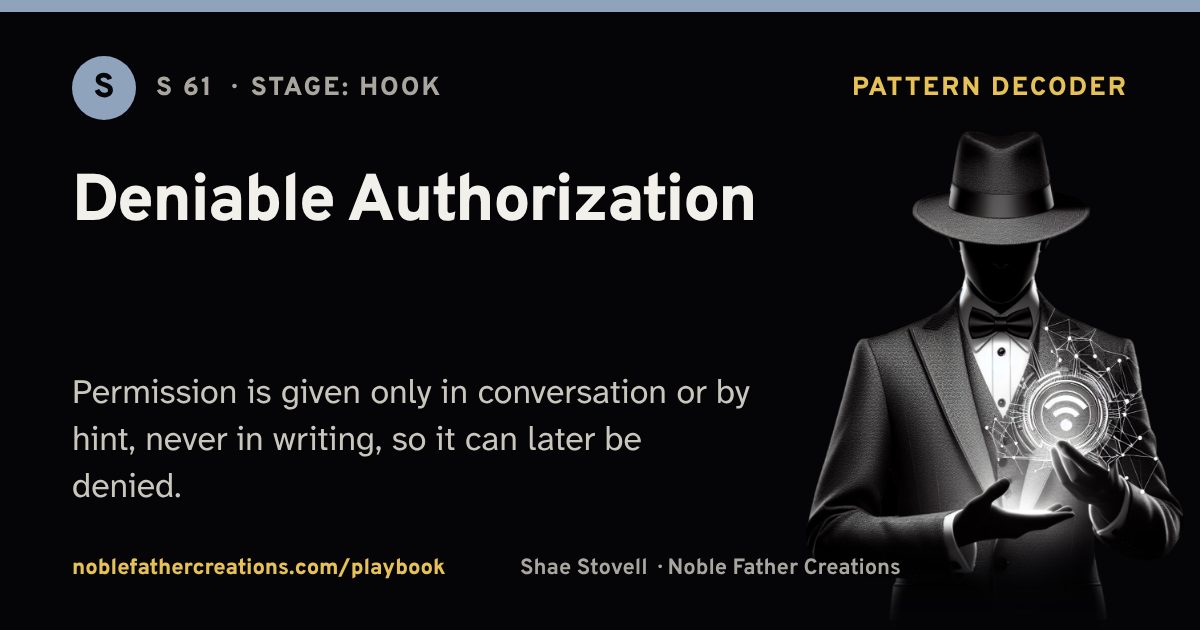 S
S 61 · STAGE: HOOK
PATTERN DECODER
Deniable Authorization
Permission is given only in conversation or by
hint, never in writing, so it can later be
denied.
noblefathercreations.com/playbook
Shae Stovell · Noble Father Creations